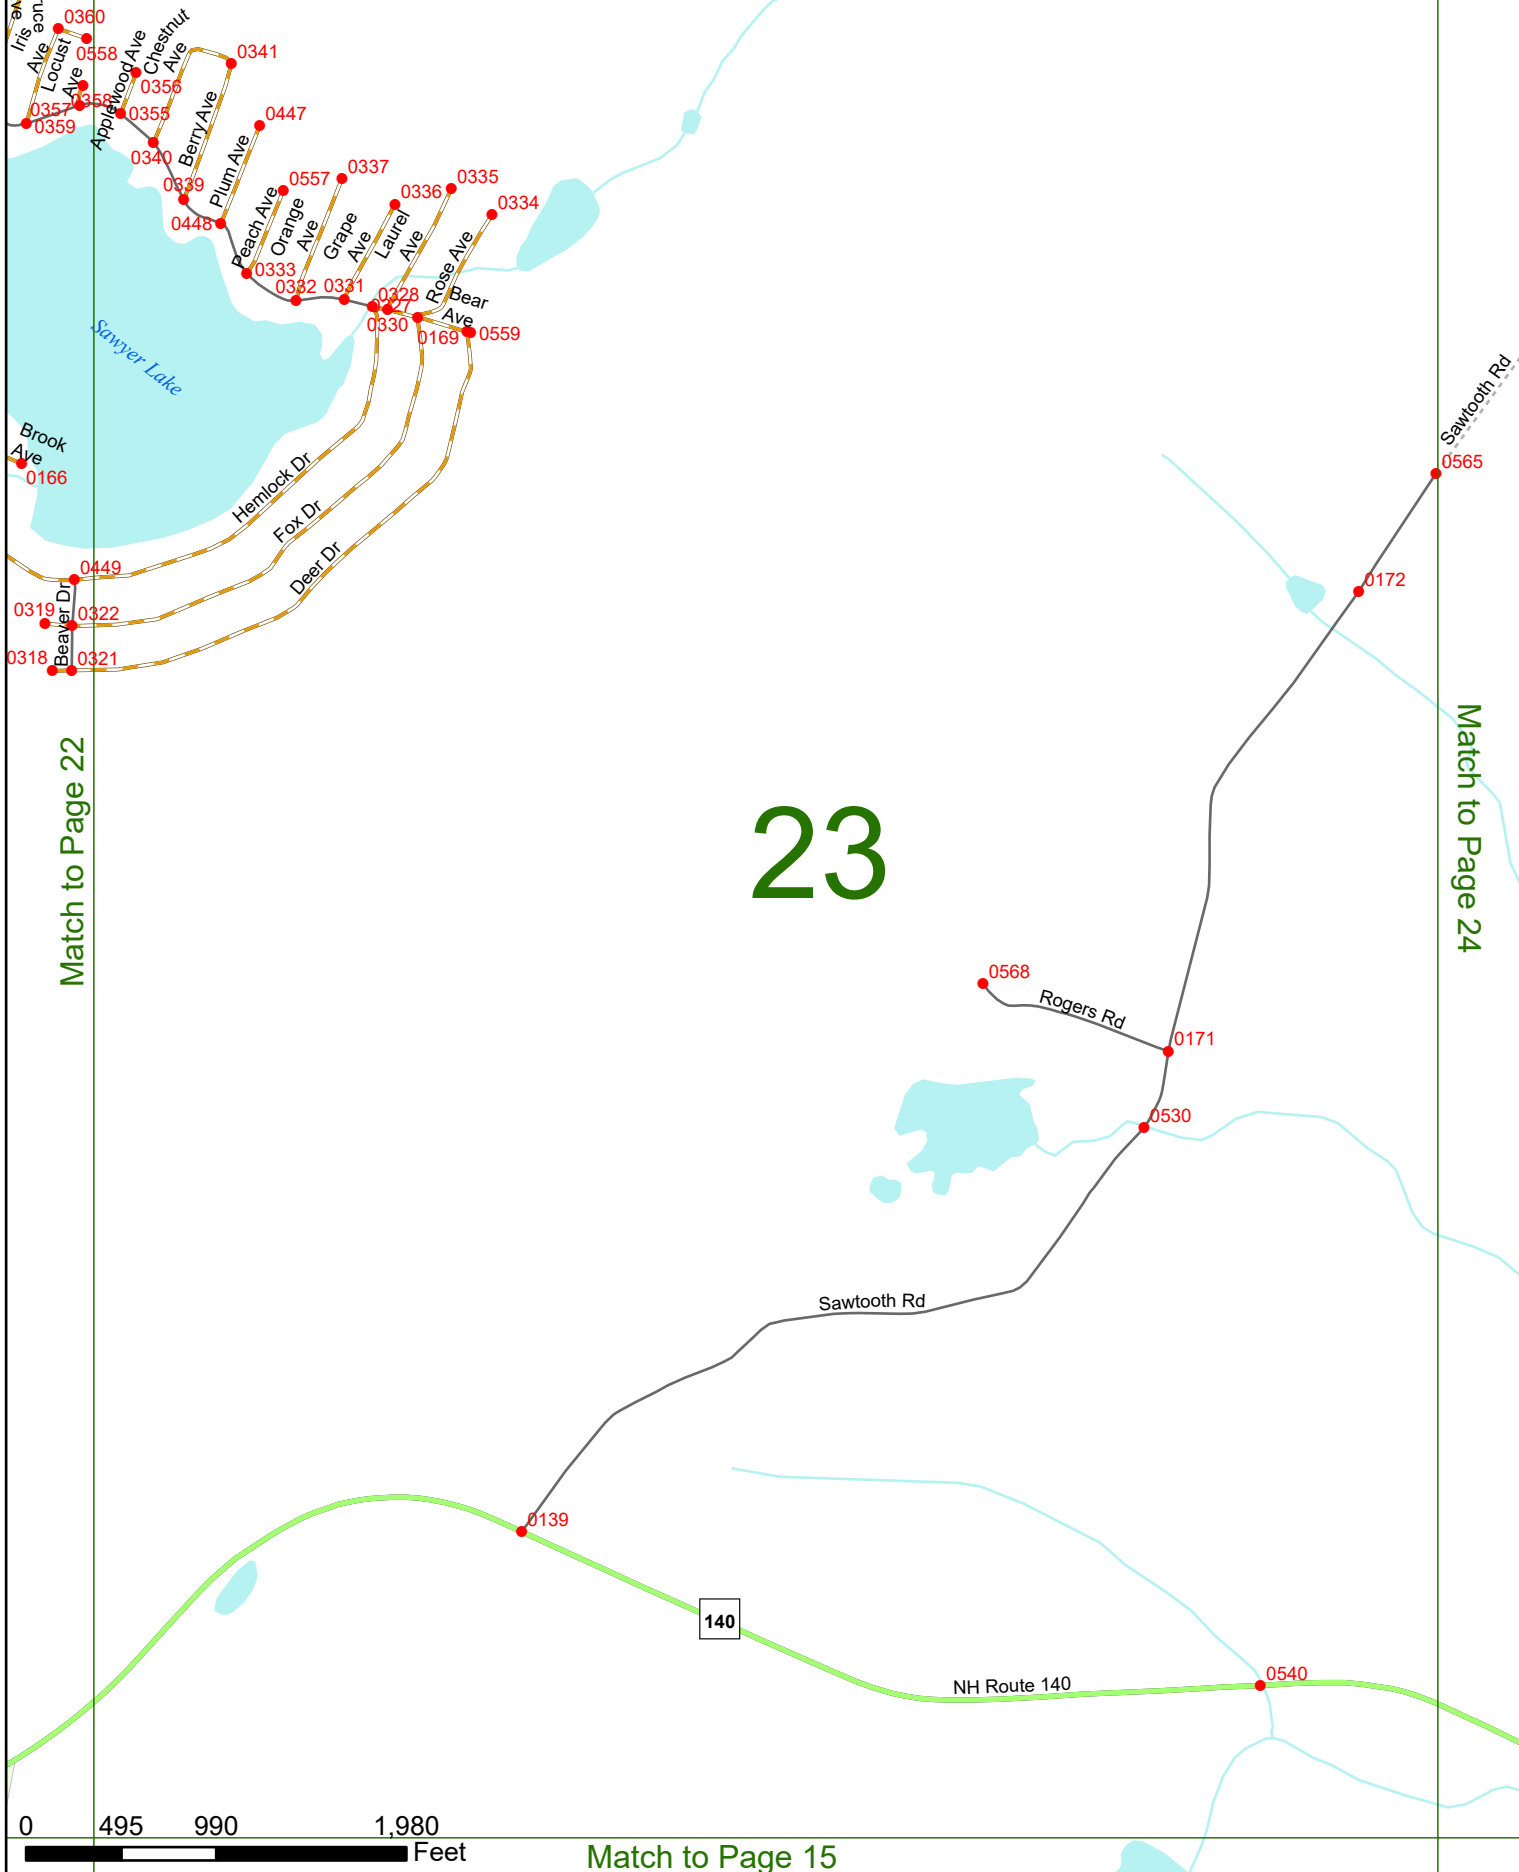 ve
Iris
Ave
uce
0360
Locust
Ave
0558
Applewood Ave
Chestnut
Ave
0356
0341
0357
0358
0359
0355
0340
Berry Ave
0447
0339
Plum Ave
0448
Peach Ave
0557
Orange
Ave
0337
Grape
Ave
0336
Laurel
Ave
0335
0334
Rose Ave
0333
0332
0331
0328
0327
0330
Bear
Ave
0169
0559
Sawyer Lake
Brook
Ave
0166
Hemlock Dr
Fox Dr
Deer Dr
0449
0319
Beaver Dr
0322
0318
0321
Sawtooth Rd
0565
0172
Match to Page 22
23
Match to Page 24
0568
Rogers Rd
0171
0530
Sawtooth Rd
0139
140
NH Route 140
0540
0 495 990 1,980
Feet
Match to Page 15